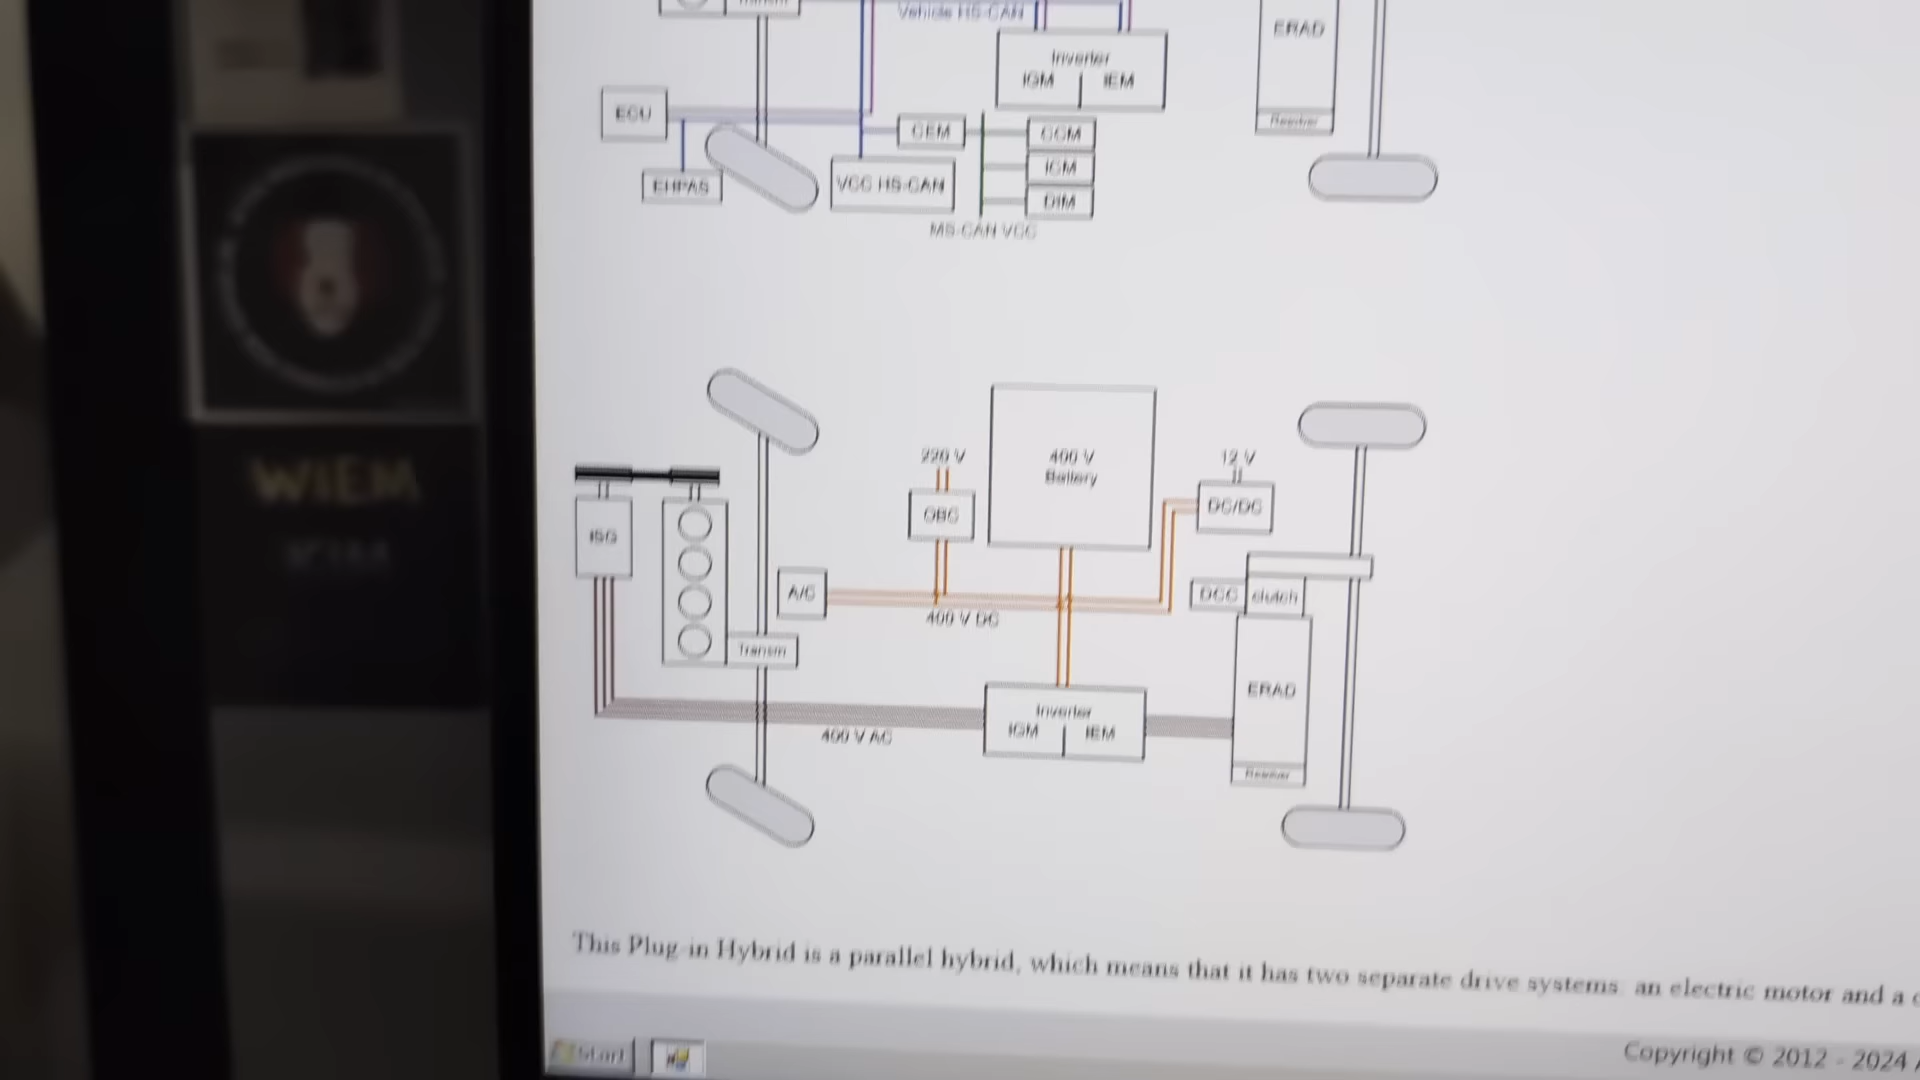 Vehicle HS-CAN
ERAD
Inverter
IGM
IEM
ECU
CEM
CCM
ICM
EHPAS
VCC HS-CAN
DIM
MS-CAN VCC
WIEM
220 V
400 V
Battery
12 V
OBC
DC/DC
ISG
A/C
clutch
400 V DC
Transm
ERAD
Inverter
IGM
IEM
400 V AC
This Plug-in Hybrid is a parallel hybrid, which means that it has two separate drive systems: an electric motor and a
Start
Copyright © 2012 - 2024